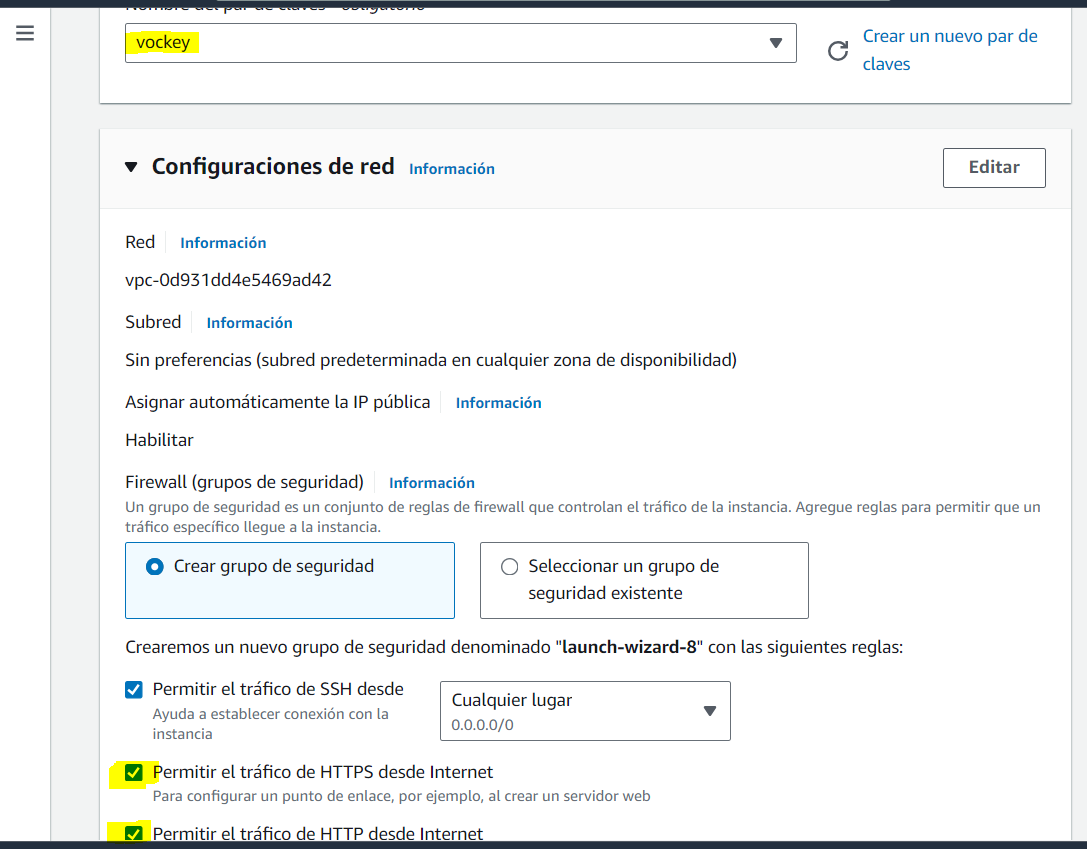 Nombre del par de claves - obligatorio
vockey
Crear un nuevo par de
claves
Configuraciones de red Información
Editar
Red Información
vpc-0d931dd4e5469ad42
Subred Información
Sin preferencias (subred predeterminada en cualquier zona de disponibilidad)
Asignar automáticamente la IP pública Información
Habilitar
Firewall (grupos de seguridad) Información
Un grupo de seguridad es un conjunto de reglas de firewall que controlan el tráfico de la instancia. Agregue reglas para permitir que un
tráfico específico llegue a la instancia.
Crear grupo de seguridad
Seleccionar un grupo de
seguridad existente
Crearemos un nuevo grupo de seguridad denominado "launch-wizard-8" con las siguientes reglas:
Permitir el tráfico de SSH desde
Ayuda a establecer conexión con la
instancia
Cualquier lugar
0.0.0.0/0
Permitir el tráfico de HTTPS desde Internet
Para configurar un punto de enlace, por ejemplo, al crear un servidor web
Permitir el tráfico de HTTP desde Internet